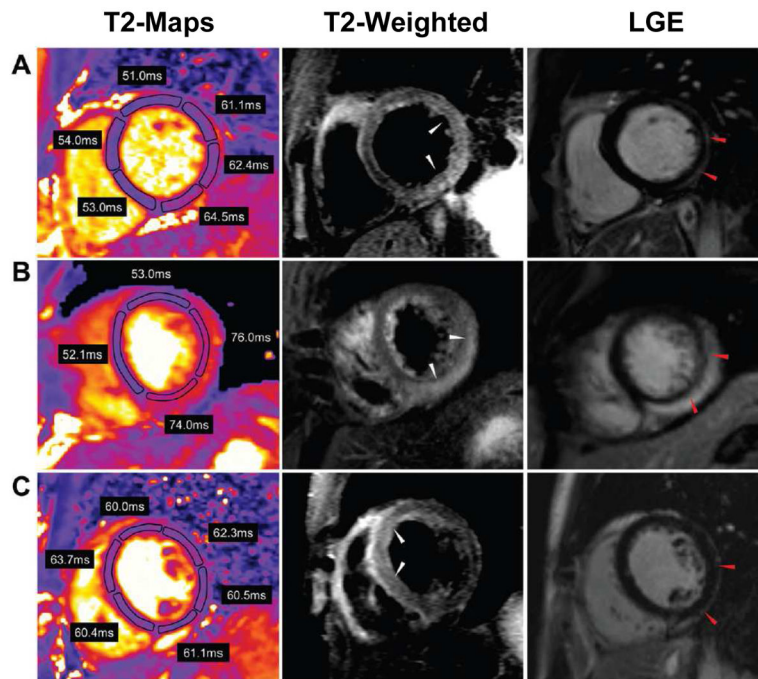 T2-Maps T2-Weighted LGE
A
51.0ms
61.1ms
54.0ms
62.4ms
53.0ms
64.5ms
B
53.0ms
76.0ms
52.1ms
74.0ms
C
60.0ms
62.3ms
63.7ms
60.5ms
60.4ms
61.1ms